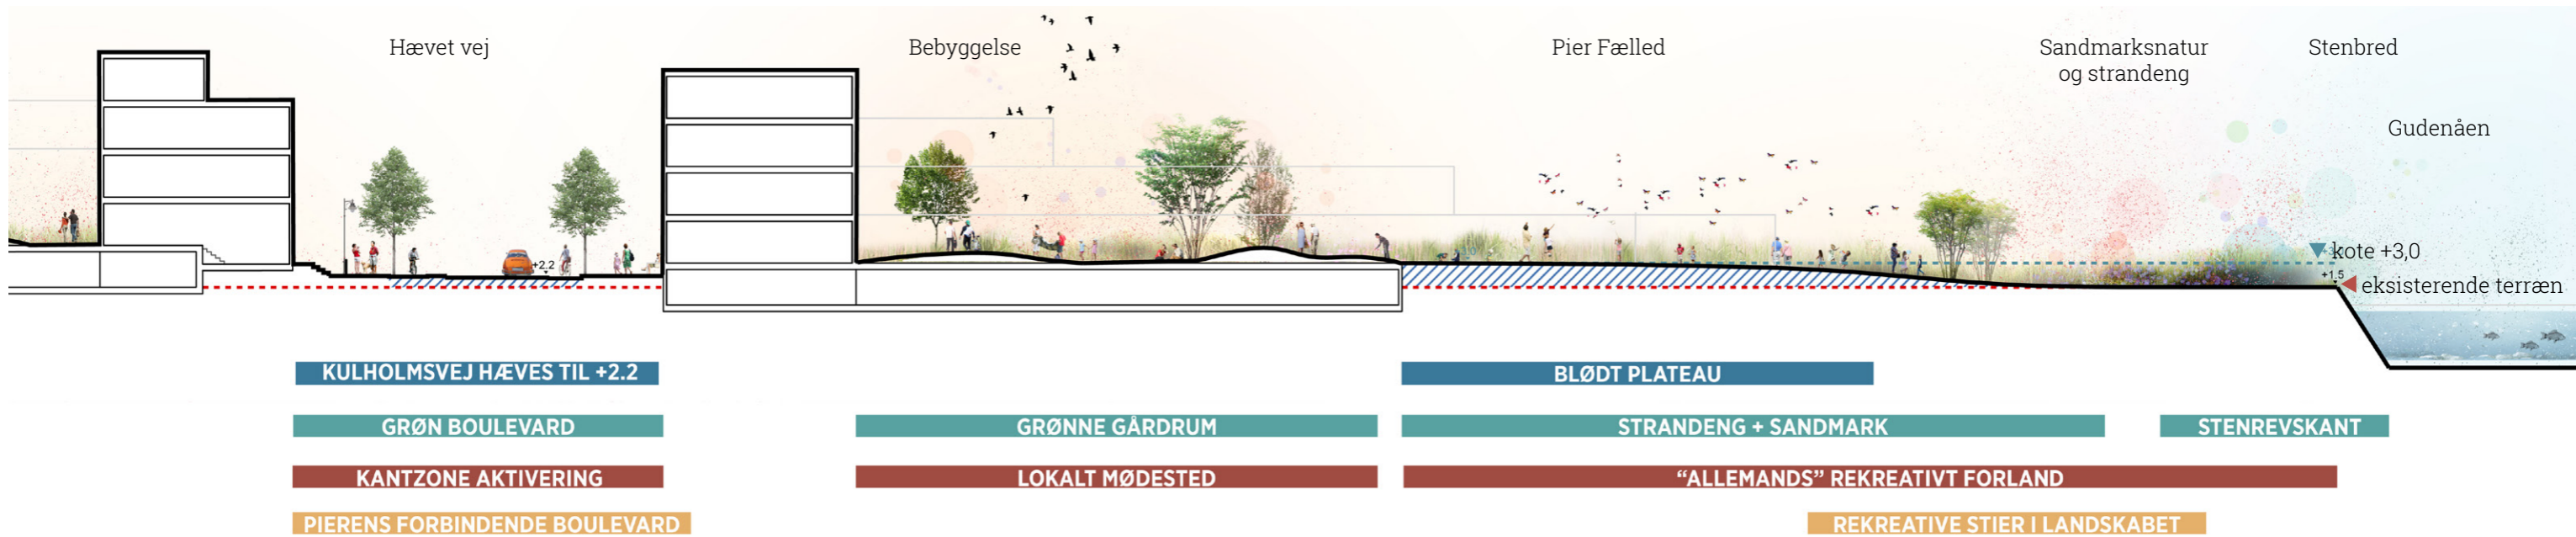 Hævet vej
Bebyggelse
Pier Fælled
Sandmarksnatur
og strandeng
Stenbred
Gudenåen
kote +3,0
+2.2
+1.5
eksisterende terræn
KULHOLMSVEJ HÆVES TIL +2.2
BLØDT PLATEAU
GRØN BOULEVARD
GRØNNE GÅRDRUM
STRANDENG + SANDMARK
STENREVSKANT
KANTZONE AKTIVERING
LOKALT MØDESTED
“ALLEMANDS” REKREATIVT FORLAND
PIERENS FORBINDENDE BOULEVARD
REKREATIVE STIER I LANDSKABET